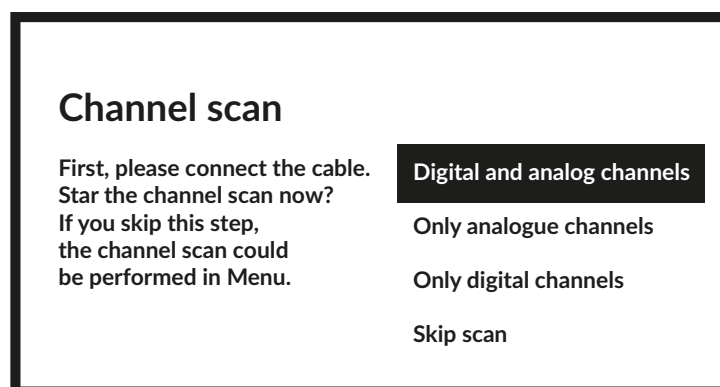 Channel scan
First, please connect the cable.
Star the channel scan now?
If you skip this step,
the channel scan could
be performed in Menu.
Digital and analog channels
Only analogue channels
Only digital channels
Skip scan